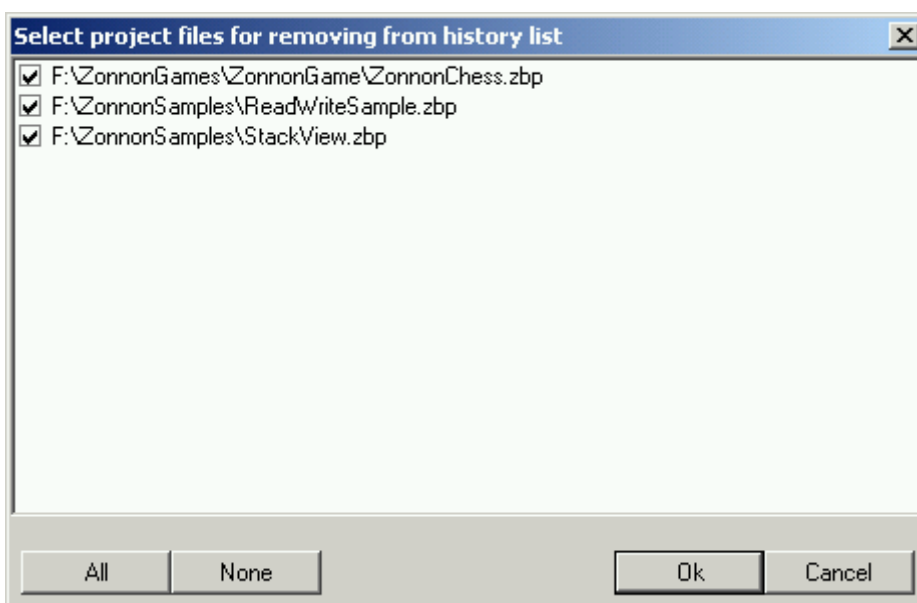 Select project files for removing from history list
F:\ZonnonGames\ZonnonGame\ZonnonChess.zbp
F:\ZonnonSamples\ReadWriteSample.zbp
F:\ZonnonSamples\StackView.zbp
All None Ok Cancel